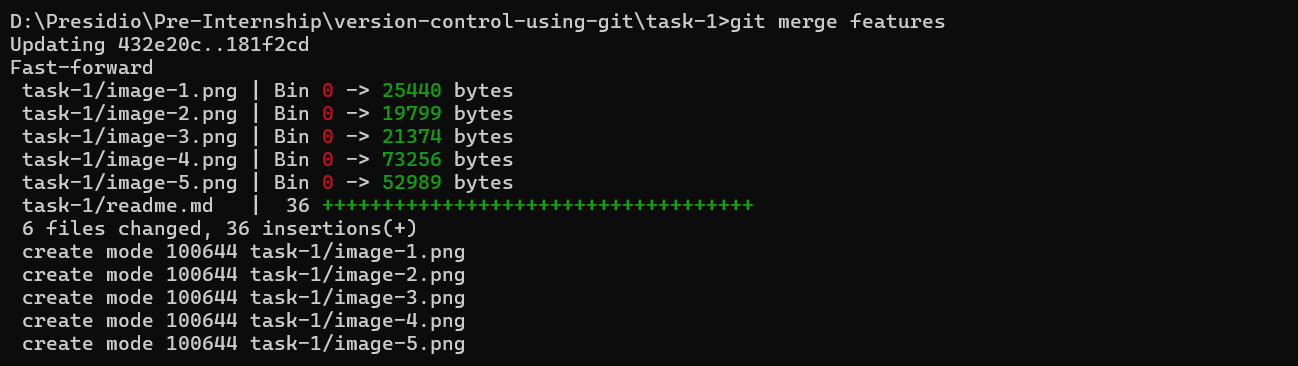 D:\Presidio\Pre-Internship\version-control-using-git\task-1>git merge features
Updating 432e20c..181f2cd
Fast-forward
 task-1/image-1.png | Bin 0 -> 25440 bytes
 task-1/image-2.png | Bin 0 -> 19799 bytes
 task-1/image-3.png | Bin 0 -> 21374 bytes
 task-1/image-4.png | Bin 0 -> 73256 bytes
 task-1/image-5.png | Bin 0 -> 52989 bytes
 task-1/readme.md   |  36 ++++++++++++++++++++++++++++++++++++
 6 files changed, 36 insertions(+)
 create mode 100644 task-1/image-1.png
 create mode 100644 task-1/image-2.png
 create mode 100644 task-1/image-3.png
 create mode 100644 task-1/image-4.png
 create mode 100644 task-1/image-5.png